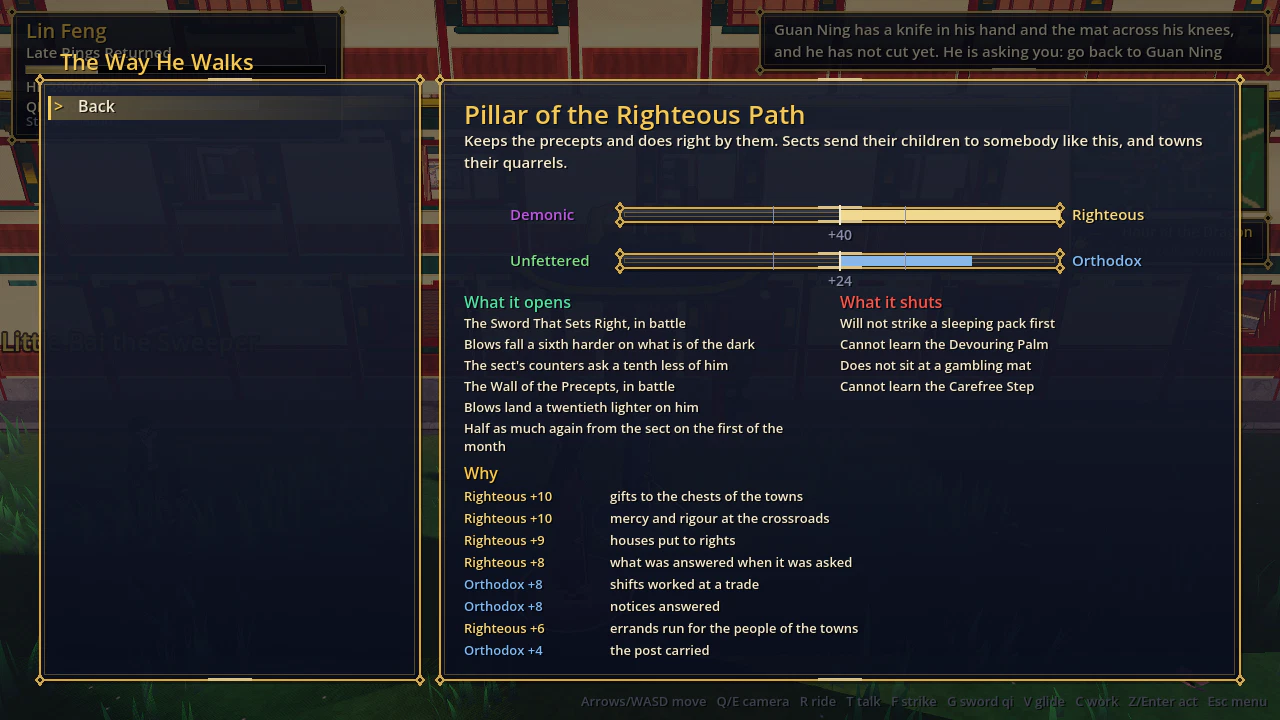 Lin Feng
Late Rings Returned
The Way He Walks
Guan Ning has a knife in his hand and the mat across his knees,
and he has not cut yet. He is asking you: go back to Guan Ning
> Back
Pillar of the Righteous Path
Keeps the precepts and does right by them. Sects send their children to somebody like this, and towns
their quarrels.
Demonic
Righteous
+40
Unfettered
Orthodox
+24
What it opens
The Sword That Sets Right, in battle
Blows fall a sixth harder on what is of the dark
The sect's counters ask a tenth less of him
The Wall of the Precepts, in battle
Blows land a twentieth lighter on him
Half as much again from the sect on the first of the
month
What it shuts
Will not strike a sleeping pack first
Cannot learn the Devouring Palm
Does not sit at a gambling mat
Cannot learn the Carefree Step
Why
Righteous +10 gifts to the chests of the towns
Righteous +10 mercy and rigour at the crossroads
Righteous +9 houses put to rights
Righteous +8 what was answered when it was asked
Orthodox +8 shifts worked at a trade
Orthodox +8 notices answered
Righteous +6 errands run for the people of the towns
Orthodox +4 the post carried
Little Bai the Sweeper
Arrows/WASD move Q/E camera R ride T talk F strike G sword qi V glide C work Z/Enter act Esc menu